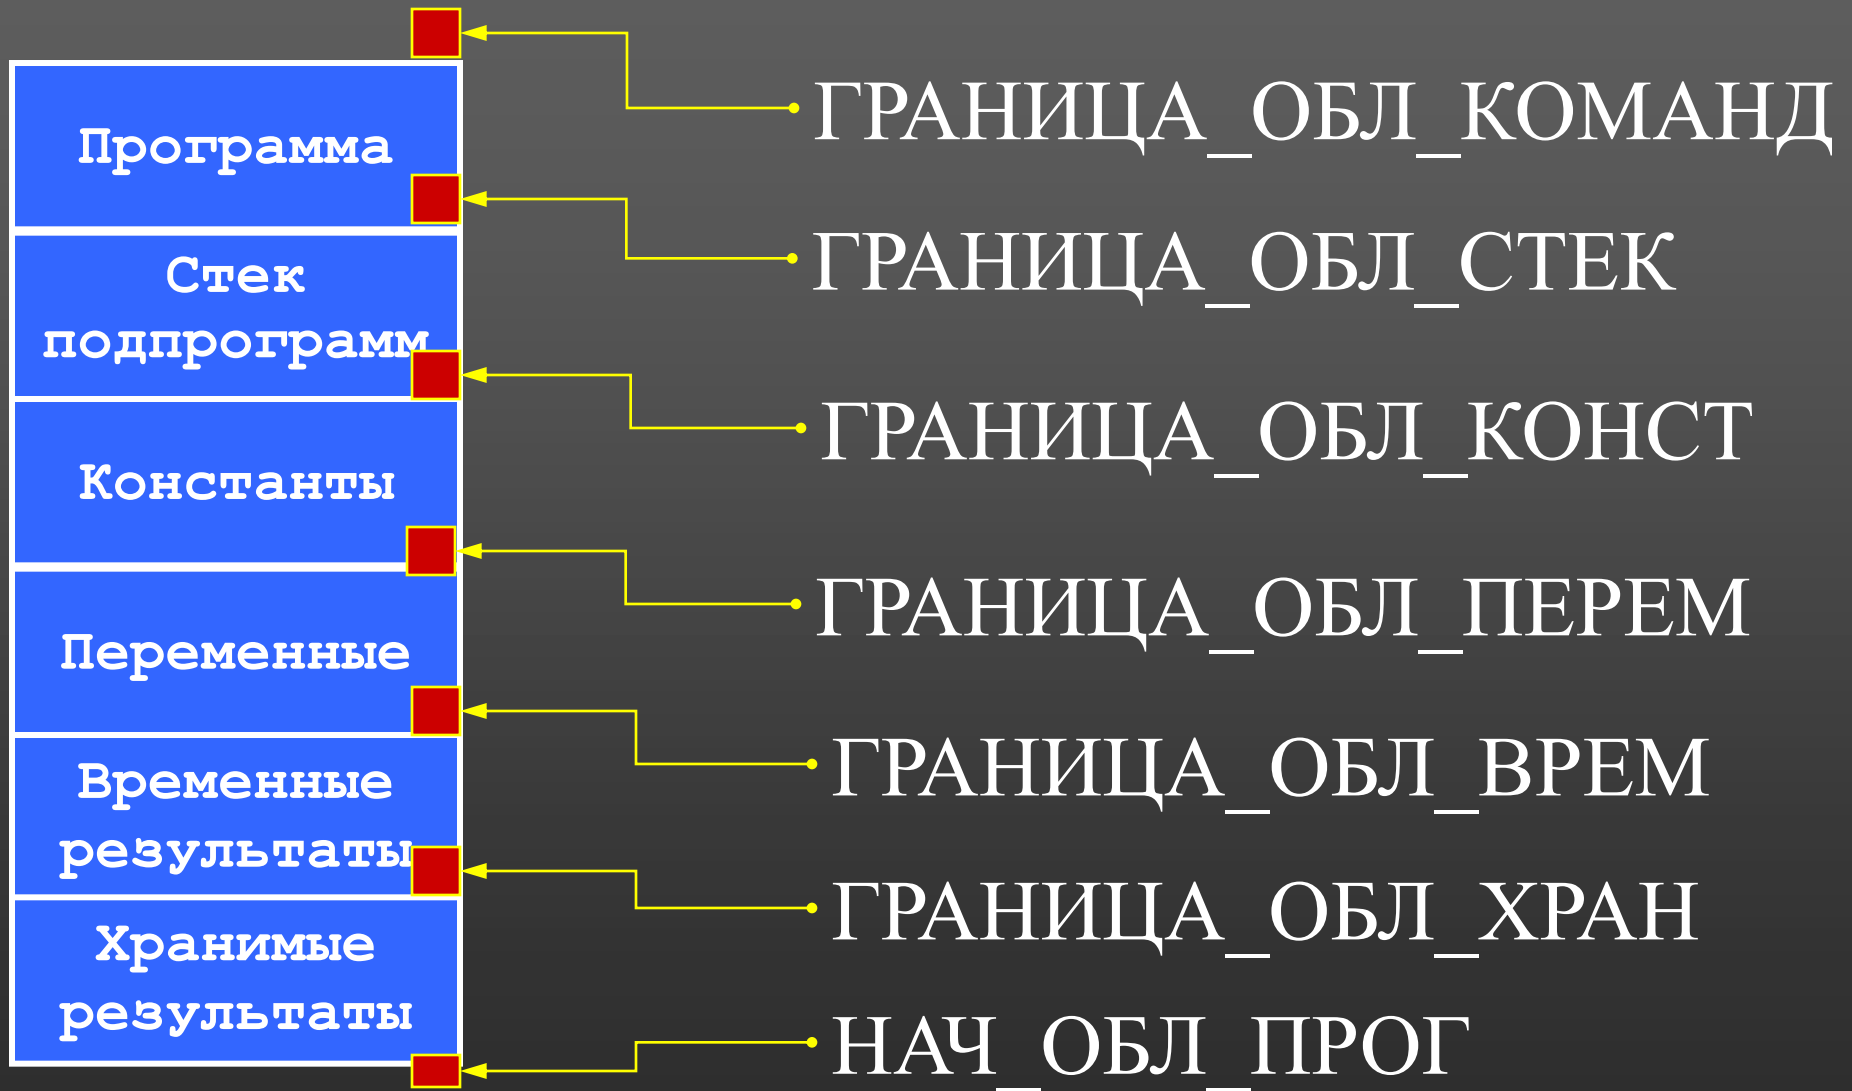 ГРАНИЦА_ОБЛ_КОМАНД
Программа
ГРАНИЦА_ОБЛ_СТЕК
Стек
подпрограмм
ГРАНИЦА_ОБЛ_КОНСТ
Константы
ГРАНИЦА_ОБЛ_ПЕРЕМ
Переменные
ГРАНИЦА_ОБЛ_ВРЕМ
Временные
результаты
ГРАНИЦА_ОБЛ_ХРАН
Хранимые
результаты
НАЧ_ОБЛ_ПРОГ